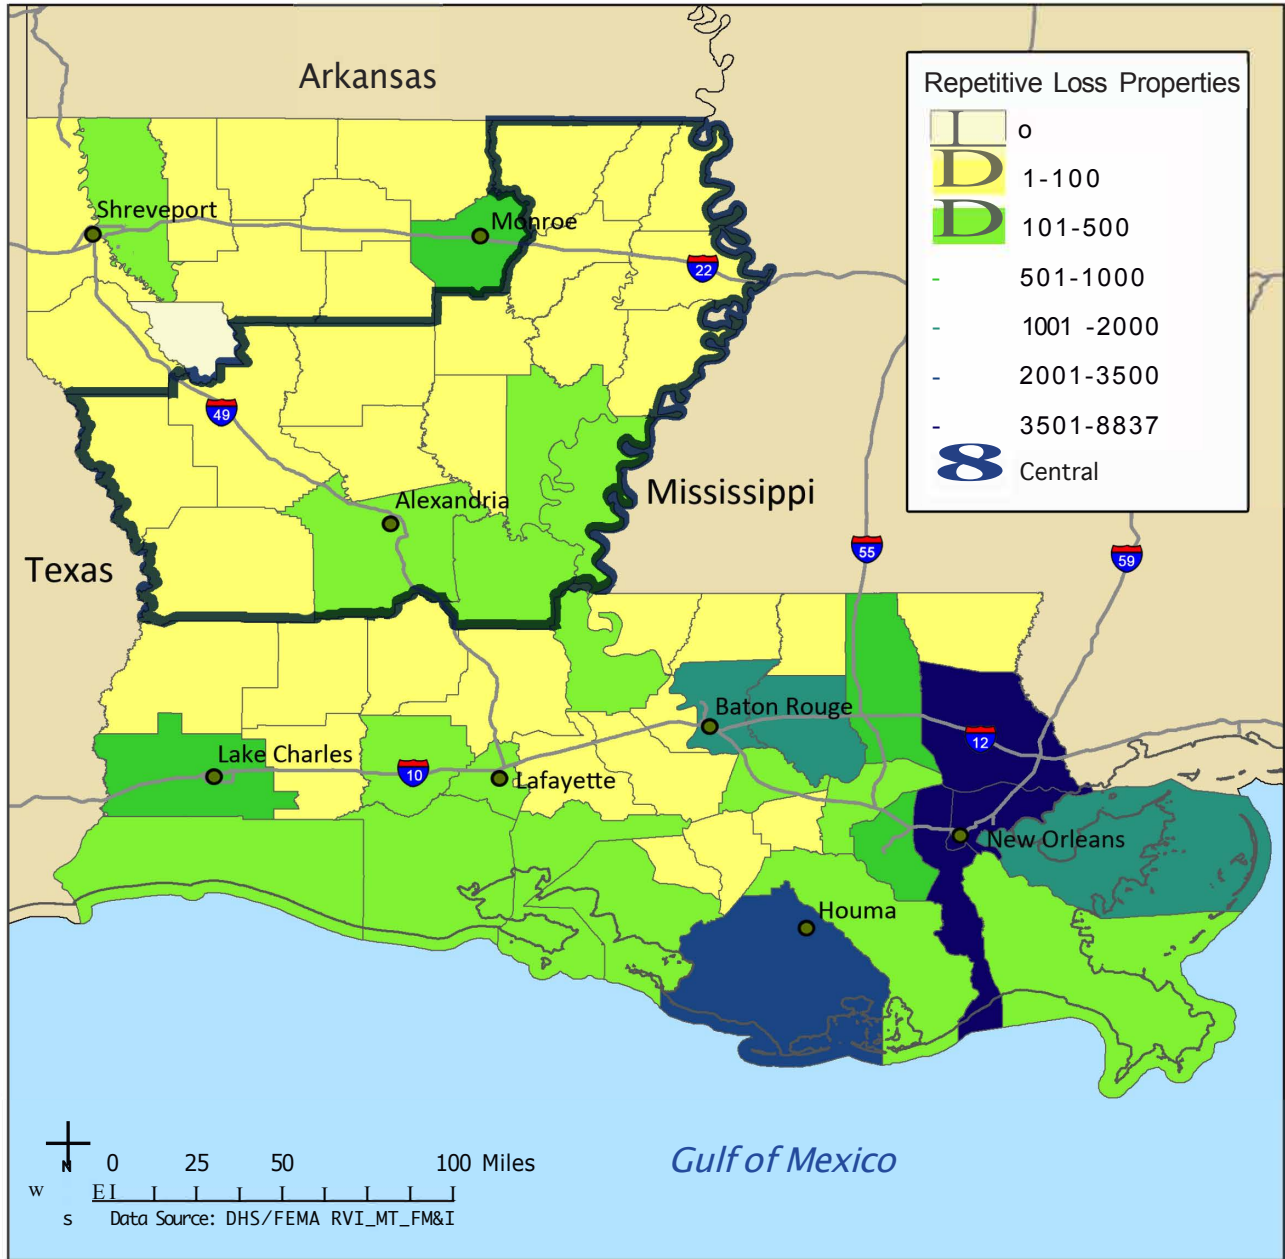 Arkansas
Repetitive Loss Properties
L o
D 1-100
D 101-500
- 501-1000
- 1001 -2000
- 2001-3500
- 3501-8837
8 Central
Shreveport
Monroe
22
49
Alexandria
Mississippi
Texas
55
59
Baton Rouge
12
Lake Charles
10
Lafayette
New Orleans
Houma
Gulf of Mexico
N 0 25 50 100 Miles
W EI
s Data Source: DHS/FEMA RVI_MT_FM&I